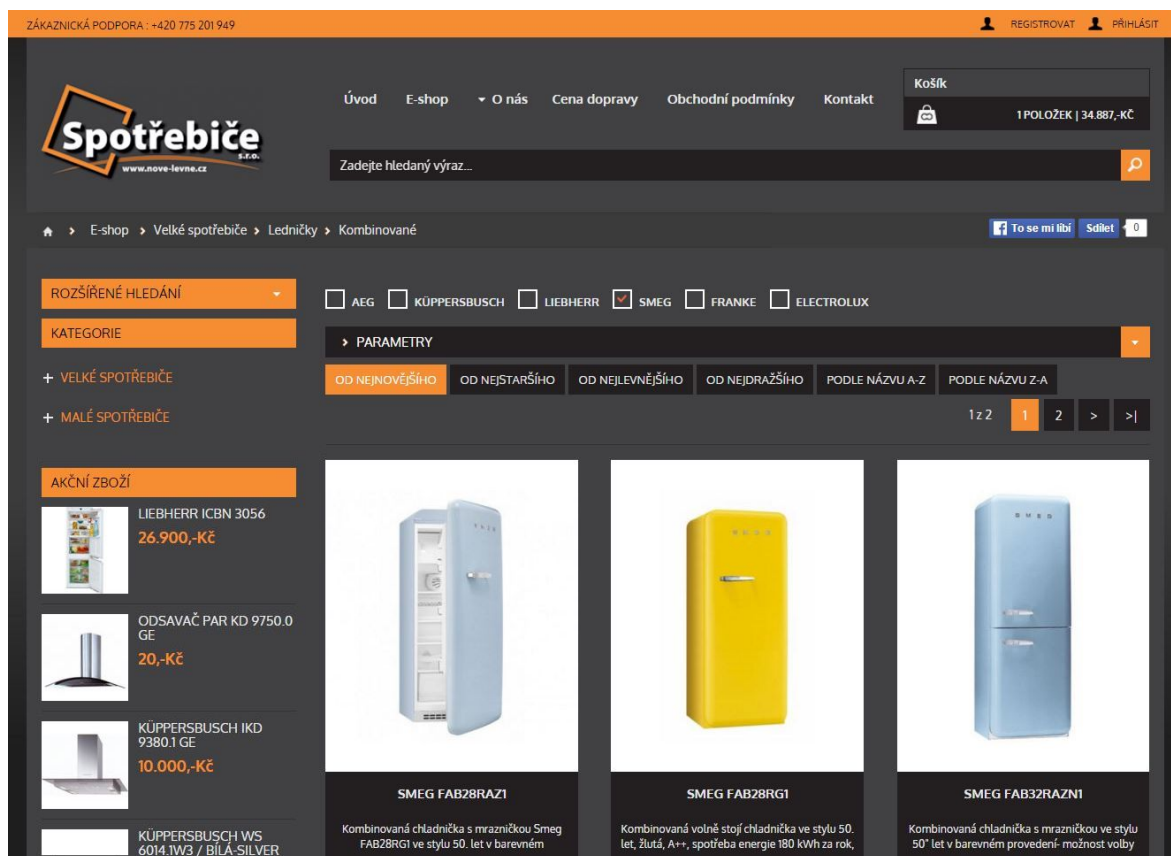 ZÁKAZNICKÁ PODPORA : +420 775 201 949
REGISTROVAT
PŘIHLÁSIT
Spotřebiče
s.r.o.
www.nove-levne.cz
Úvod
E-shop
O nás
Cena dopravy
Obchodní podmínky
Kontakt
Košík
1 POLOŽEK | 34.887,-KČ
Zadejte hledaný výraz...
E-shop > Velké spotřebiče > Ledničky > Kombinované
To se mi líbí
Sdílet
0
ROZŠÍŘENÉ HLEDÁNÍ
KATEGORIE
+ VELKÉ SPOTŘEBIČE
+ MALÉ SPOTŘEBIČE
AKČNÍ ZBOŽÍ
LIEBHERR ICBN 3056
26.900,-Kč
ODSAVAČ PAR KD 9750.0
GE
20,-Kč
KÜPPERSBUSCH IKD
9380.1 GE
10.000,-Kč
KÜPPERSBUSCH WS
6014.1W3 / BÍLÁ-SILVER
AEG
KÜPPERSBUSCH
LIEBHERR
SMEG
FRANKE
ELECTROLUX
> PARAMETRY
OD NEJNOVĚJŠÍHO
OD NEJSTARŠÍHO
OD NEJLEVNĚJŠÍHO
OD NEJDRAŽŠÍHO
PODLE NÁZVU A-Z
PODLE NÁZVU Z-A
1 z 2
1
2
>
>|
SMEG
SMEG
SMEG FAB28RAZ1
Kombinovaná chladnička s mrazničkou Smeg
FAB28RG1 ve stylu 50. let v barevném
SMEG FAB28RG1
Kombinovaná volně stojí chladnička ve stylu 50.
let, žlutá, A++, spotřeba energie 180 kWh za rok,
SMEG FAB32RAZN1
Kombinovaná chladnička s mrazničkou ve stylu
50° let v barevném provedení- možnost volby